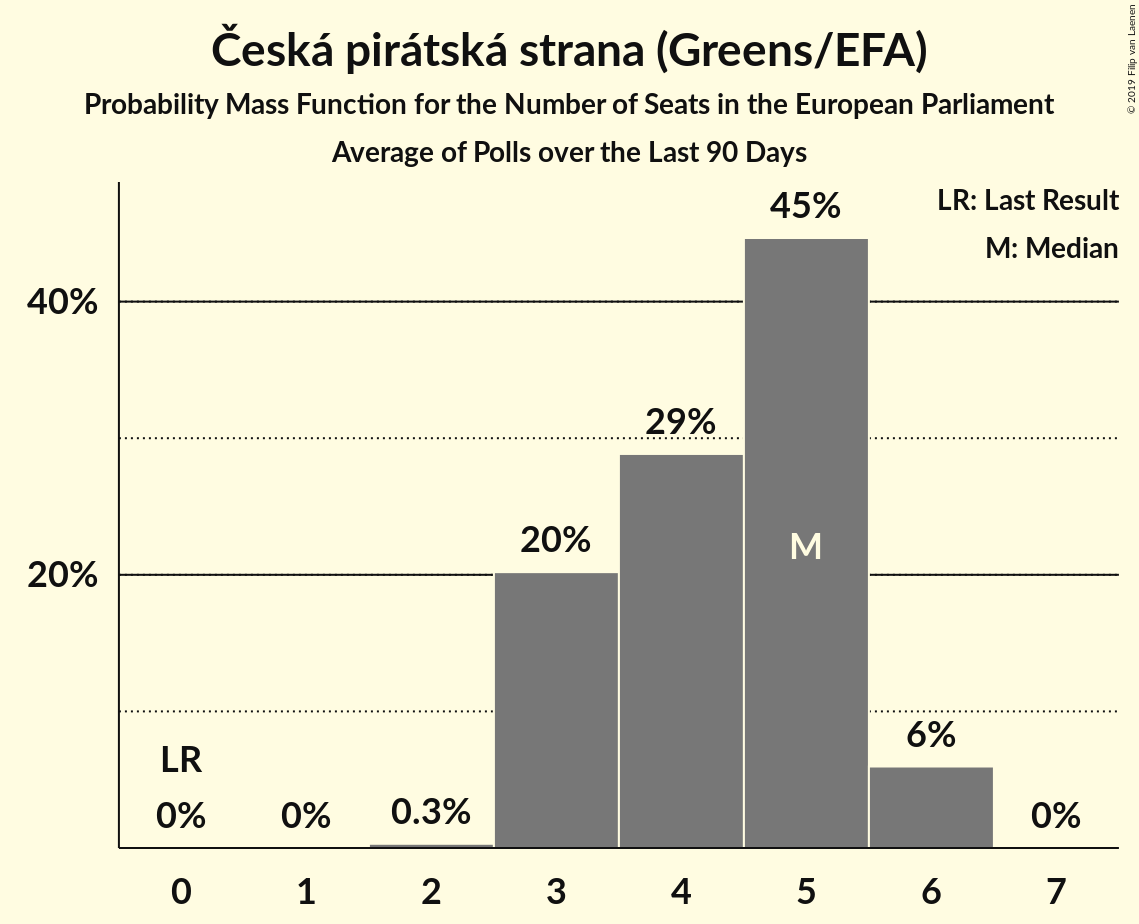 Česká pirátská strana (Greens/EFA)
Probability Mass Function for the Number of Seats in the European Parliament
Average of Polls over the Last 90 Days
© 2019 Filip van Laenen
LR: Last Result
M: Median
45%
40%
29%
20%
M
20%
6%
LR
0%
0%
0.3%
0%
0 1 2 3 4 5 6 7